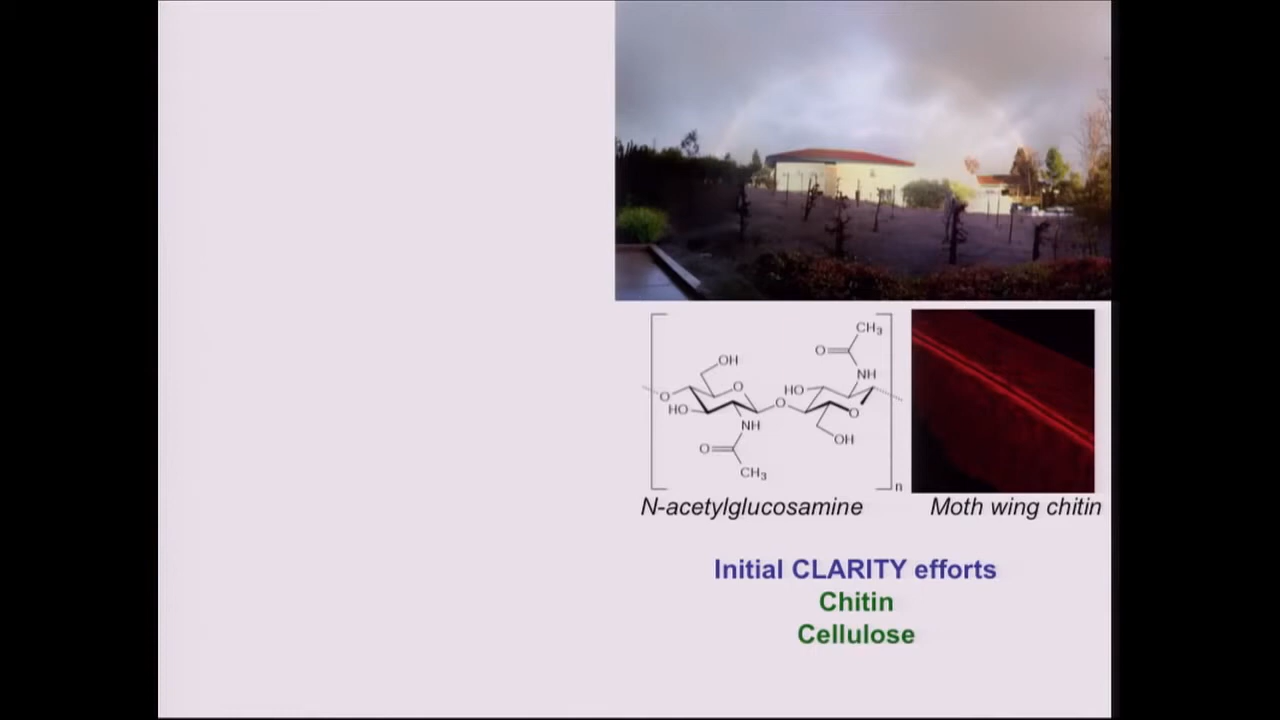 CH3
O
NH
OH
O
HO
O
O
HO
O
NH
OH
O
CH3
n
N-acetylglucosamine
Moth wing chitin
Initial CLARITY efforts
Chitin
Cellulose